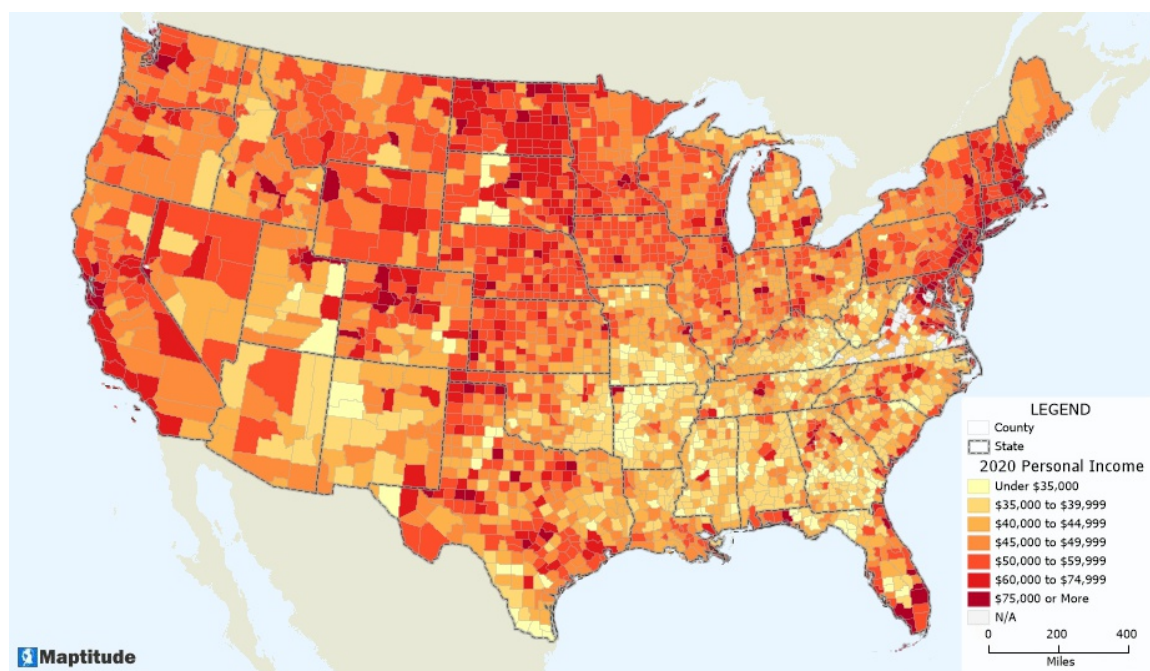 LEGEND
County
State
2020 Personal Income
Under $35,000
$35,000 to $39,999
$40,000 to $44,999
$45,000 to $49,999
$50,000 to $59,999
$60,000 to $74,999
$75,000 or More
N/A
0 200 400
Miles
Maptitude